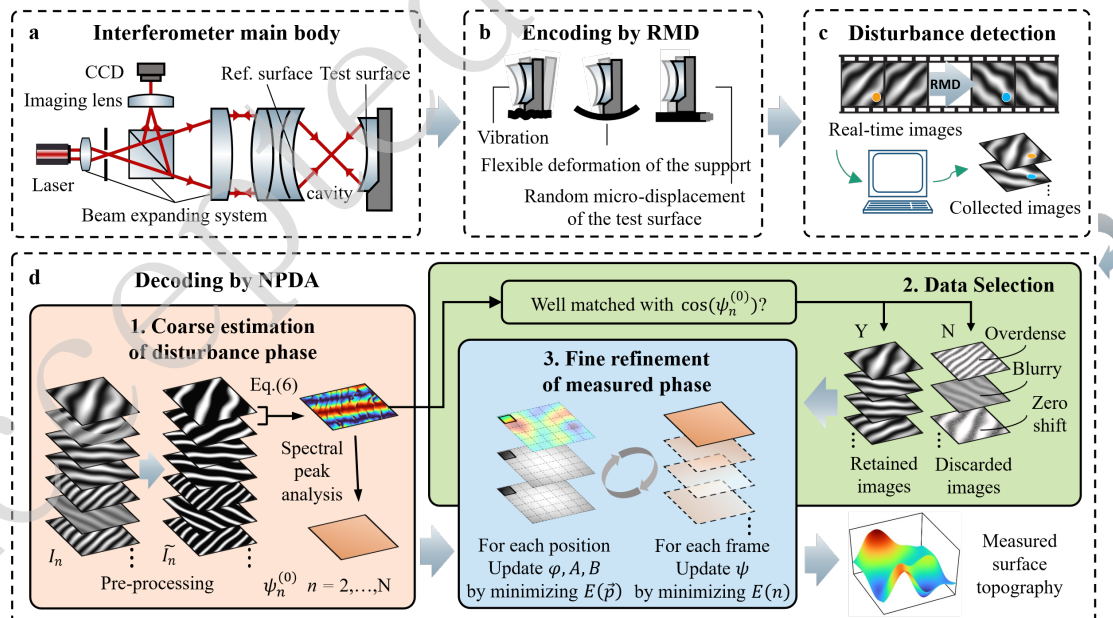 a Interferometer main body
CCD
Ref. surface
Test surface
Imaging lens
Laser
cavity
Beam expanding system
b Encoding by RMD
Vibration
Flexible deformation of the support
Random micro-displacement
of the test surface
c Disturbance detection
RMD
Real-time images
Collected images
d Decoding by NPDA
1. Coarse estimation
of disturbance phase
Eq.(6)
Spectral
peak
analysis
Iₙ
Ĩₙ
Pre-processing
ψₙ⁽⁰⁾ n = 2,…,N
2. Data Selection
Well matched with cos(ψₙ⁽⁰⁾)?
Y
N
Overdense
Blurry
Zero
shift
Retained
images
Discarded
images
3. Fine refinement
of measured phase
For each position
Update φ, A, B
by minimizing E(p⃗)
For each frame
Update ψ
by minimizing E(n)
Measured
surface
topography